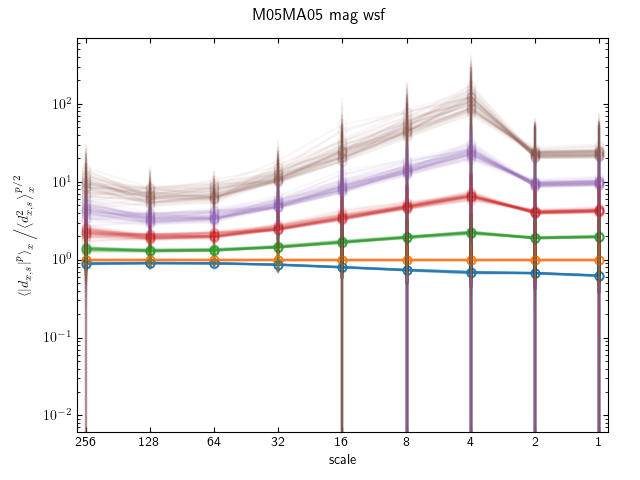 M05MA05 mag wsf
⟨|d_{x,s}|^p⟩_x / ⟨d_{x,s}^2⟩_x^{p/2}
10^2
10^1
10^0
10^{-1}
10^{-2}
256 128 64 32 16 8 4 2 1
scale